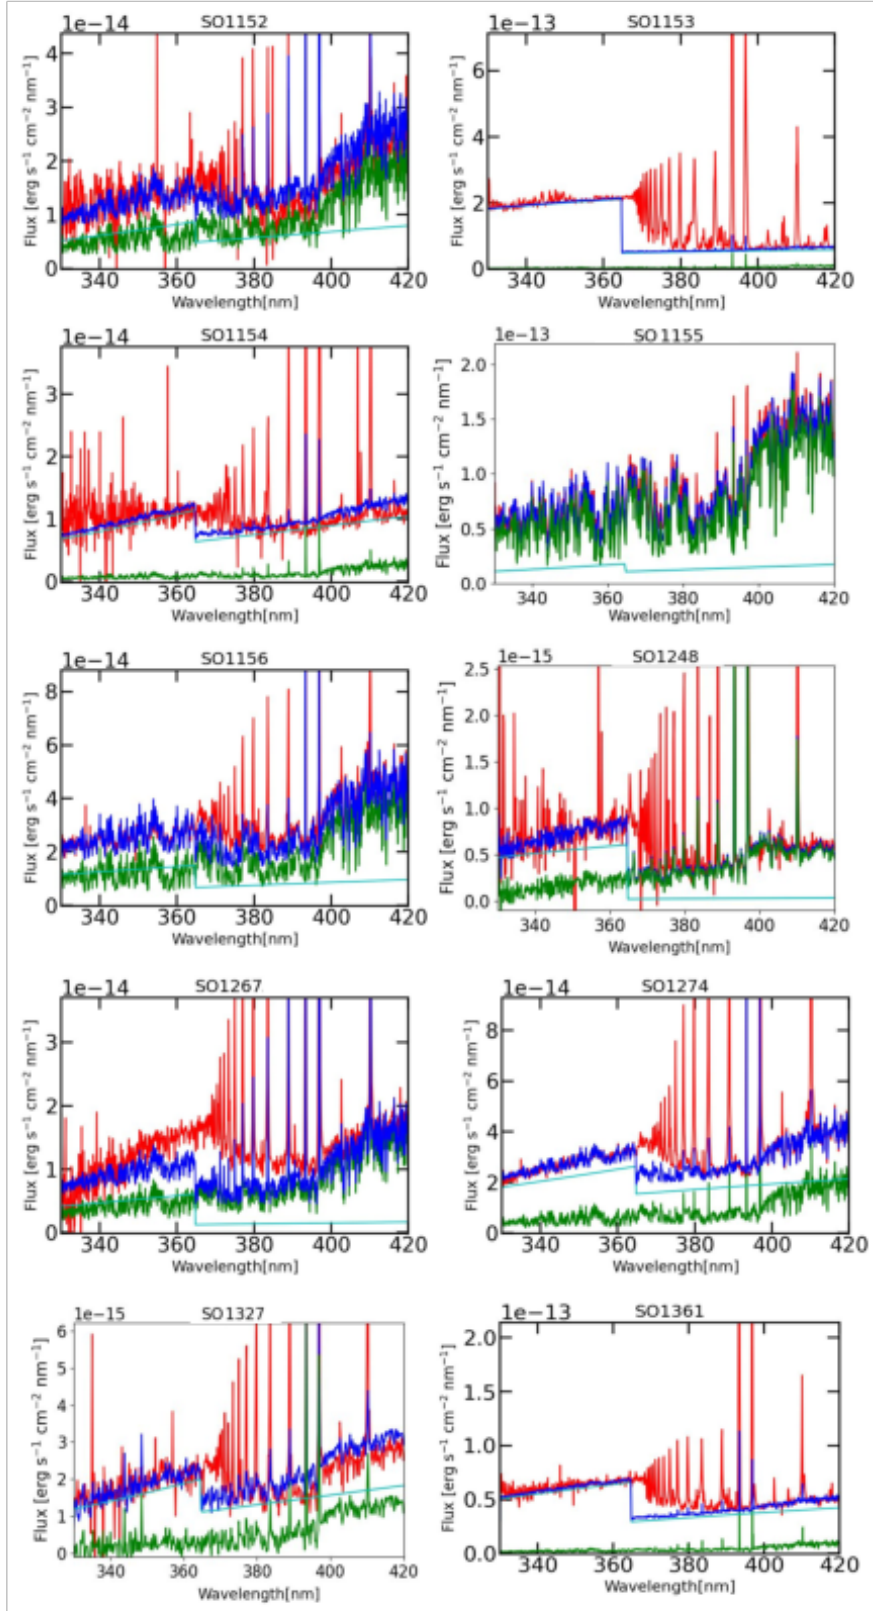 1e−14 SO1152
4
3
2
1
0
Flux [erg s⁻¹ cm⁻² nm⁻¹]
340 360 380 400 420
Wavelength[nm]
1e−13 SO1153
6
4
2
0
Flux [erg s⁻¹ cm⁻² nm⁻¹]
340 360 380 400 420
Wavelength[nm]
1e−14 SO1154
3
2
1
0
Flux [erg s⁻¹ cm⁻² nm⁻¹]
340 360 380 400 420
Wavelength[nm]
1e−13 SO1155
2.0
1.5
1.0
0.5
0.0
Flux [erg s⁻¹ cm⁻² nm⁻¹]
340 360 380 400 420
Wavelength[nm]
1e−14 SO1156
8
6
4
2
0
Flux [erg s⁻¹ cm⁻² nm⁻¹]
340 360 380 400 420
Wavelength[nm]
1e−15 SO1248
2.5
2.0
1.5
1.0
0.5
0.0
Flux [erg s⁻¹ cm⁻² nm⁻¹]
340 360 380 400 420
Wavelength[nm]
1e−14 SO1267
3
2
1
0
Flux [erg s⁻¹ cm⁻² nm⁻¹]
340 360 380 400 420
Wavelength[nm]
1e−14 SO1274
8
6
4
2
0
Flux [erg s⁻¹ cm⁻² nm⁻¹]
340 360 380 400 420
Wavelength[nm]
1e−15 SO1327
6
5
4
3
2
1
0
Flux [erg s⁻¹ cm⁻² nm⁻¹]
340 360 380 400 420
Wavelength[nm]
1e−13 SO1361
2.0
1.5
1.0
0.5
0.0
Flux [erg s⁻¹ cm⁻² nm⁻¹]
340 360 380 400 420
Wavelength[nm]